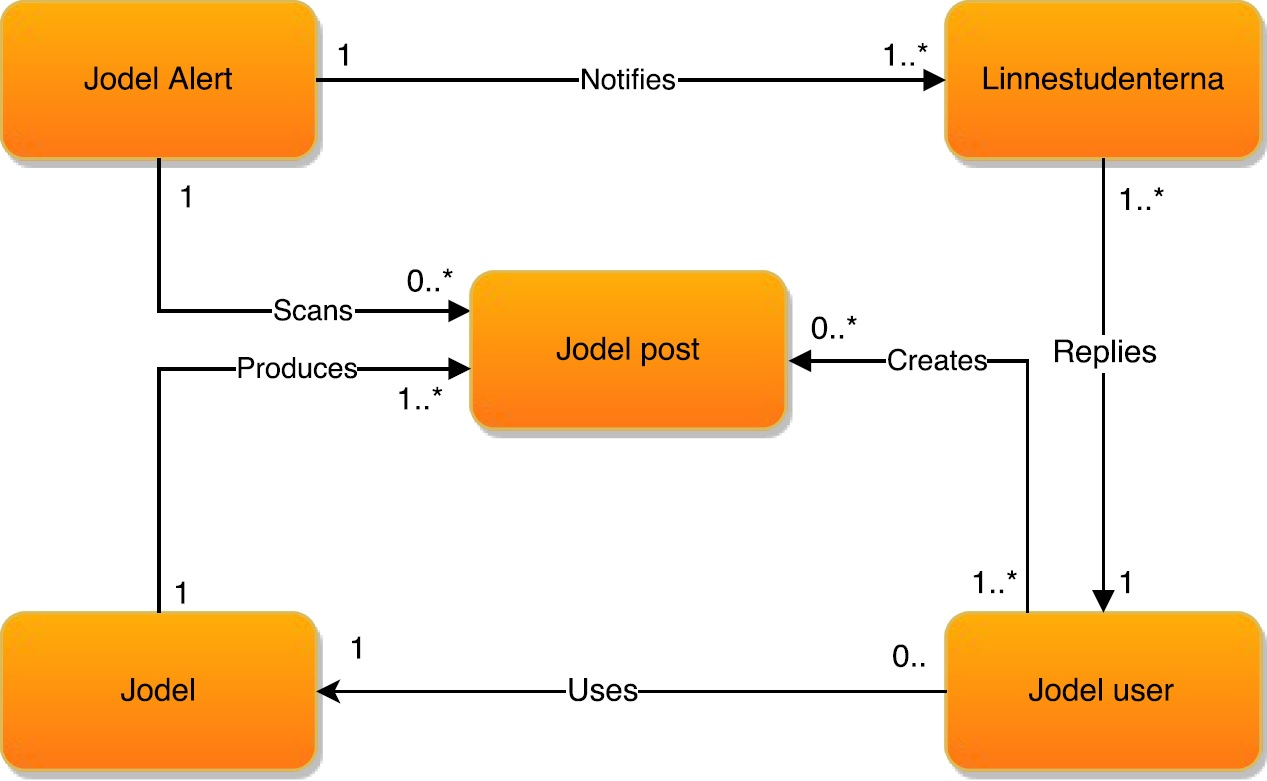 Jodel Alert
1
Notifies
1..*
Linnestudenterna
1
1..*
0..*
Scans
Jodel post
0..*
Creates
Replies
Produces
1..*
1
1..*
1
Jodel
1
Uses
0..
Jodel user